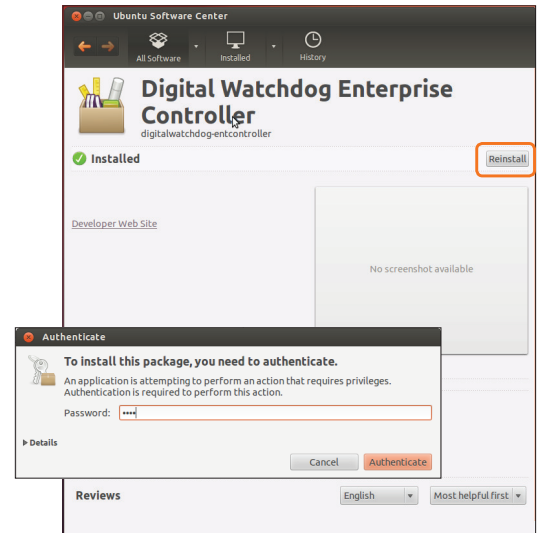 Ubuntu Software Center
All Software
Installed
History
Digital Watchdog Enterprise
Controller
digitalwatchdog-entcontroller
Installed
Reinstall
Developer Web Site
No screenshot available
Authenticate
To install this package, you need to authenticate.
An application is attempting to perform an action that requires privileges.
Authentication is required to perform this action.
Password: ••••
Details
Cancel
Authenticate
Reviews
English
Most helpful first